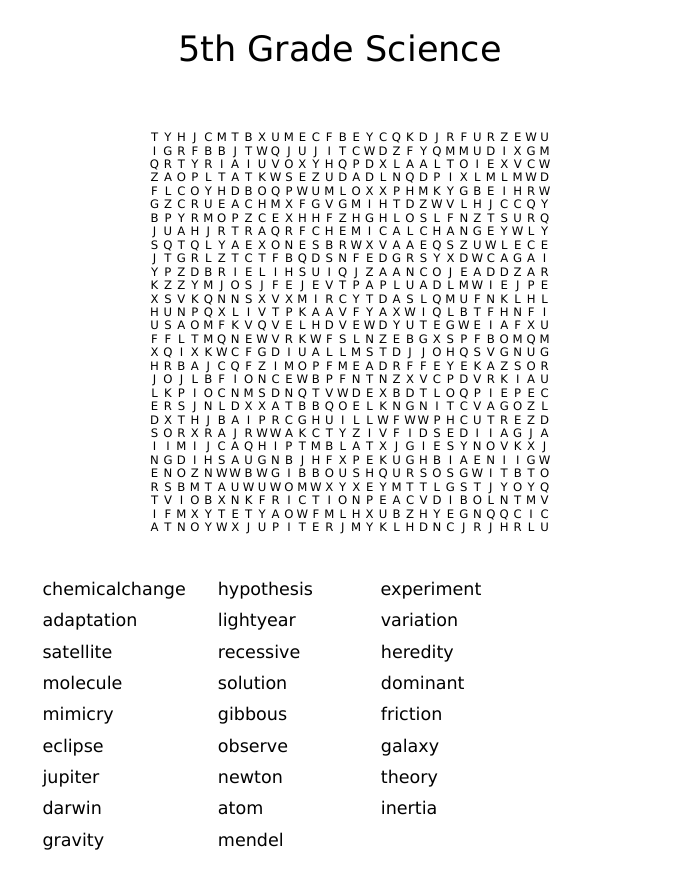 5th Grade Science
T Y H J C M T B X U M E C F B E Y C Q K D J R F U R Z E W U
I G R F B B J T W Q J U J I T C W D Z F Y Q M M U D I X G M
Q R T Y R I A I U V O X Y H Q P D X L A A L T O I E X V C W
Z A O P L T A T K W S E Z U D A D L N Q D P I X L M L M W D
F L C O Y H D B O Q P W U M L O X X P H M K Y G B E I H R W
G Z C R U E A C H M X F G V G M I H T D Z W V L H J C C Q Y
B P Y R M O P Z C E X H H F Z H G H L O S L F N Z T S U R Q
J U A H J R T R A Q R F C H E M I C A L C H A N G E Y W L Y
S Q T Q L Y A E X O N E S B R W X V A A E Q S Z U W L E C E
J T G R L Z T C T F B Q D S N F E D G R S Y X D W C A G A I
Y P Z D B R I E L I H S U I Q J Z A A N C O J E A D D Z A R
K Z Z Y M J O S J F E J E V T P A P L U A D L M W I E J P E
X S V K Q N N S X V X M I R C Y T D A S L Q M U F N K L H L
H U N P Q X L I V T P K A A V F Y A X W I Q L B T F H N F I
U S A O M F K V Q V E L H D V E W D Y U T E G W E I A F X U
F F L T M Q N E W V R K W F S L N Z E B G X S P F B O M Q M
X Q I X K W C F G D I U A L L M S T D J J O H Q S V G N U G
H R B A J C Q F Z I M O P F M E A D R F F E Y E K A Z S O R
J O J L B F I O N C E W B P F N T N Z X V C P D V R K I A U
L K P I O C N M S D N Q T V W D E X B D T L O Q P I E P E C
E R S J N L D X X A T B B Q O E L K N G N I T C V A G O Z L
D X T H J B A I P R C G H U I L L W F W W P H C U T R E Z D
S O R X R A J R W W A K C T Y Z I V F I D S E D I I A G J A
I I M I J C A Q H I P T M B L A T X J G I E S Y N O V K X J
N G D I H S A U G N B J H F X P E K U G H B I A E N I I G W
E N O Z N W W B W G I B B O U S H Q U R S O S G W I T B T O
R S B M T A U W U W O M W X Y X E Y M T T L G S T J Y O Y Q
T V I O B X N K F R I C T I O N P E A C V D I B O L N T M V
I F M X Y T E T Y A O W F M L H X U B Z H Y E G N Q Q C I C
A T N O Y W X J U P I T E R J M Y K L H D N C J R J H R L U
chemicalchange hypothesis experiment
adaptation lightyear variation
satellite recessive heredity
molecule solution dominant
mimicry gibbous friction
eclipse observe galaxy
jupiter newton theory
darwin atom inertia
gravity mendel